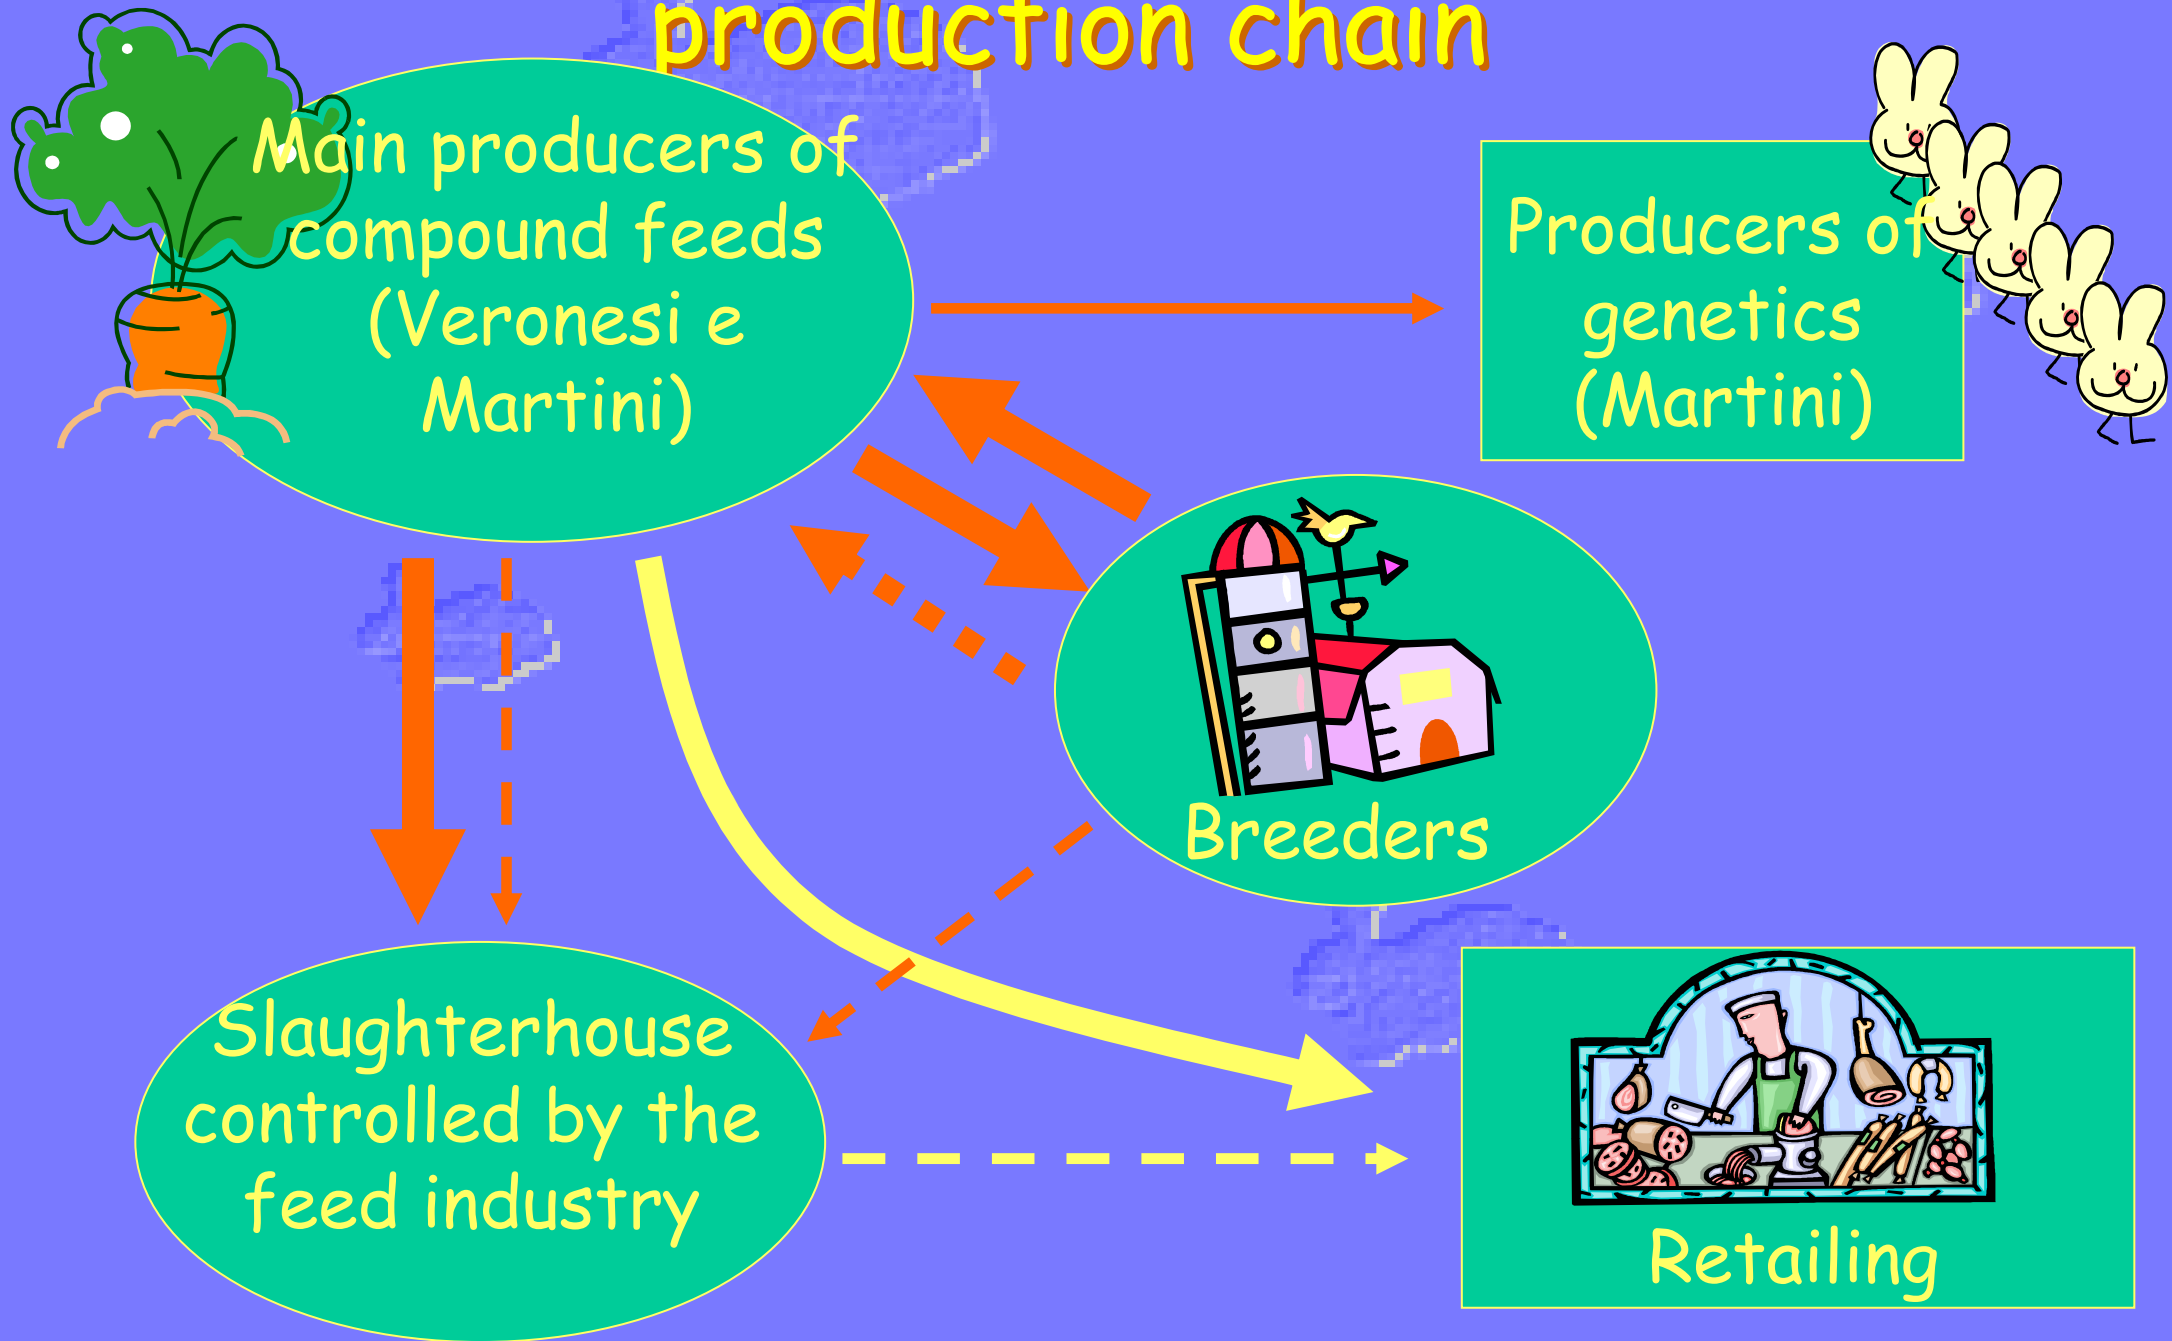 production chain
Main producers of
compound feeds
(Veronesi e
Martini)
Producers of
genetics
(Martini)
Breeders
Slaughterhouse
controlled by the
feed industry
Retailing